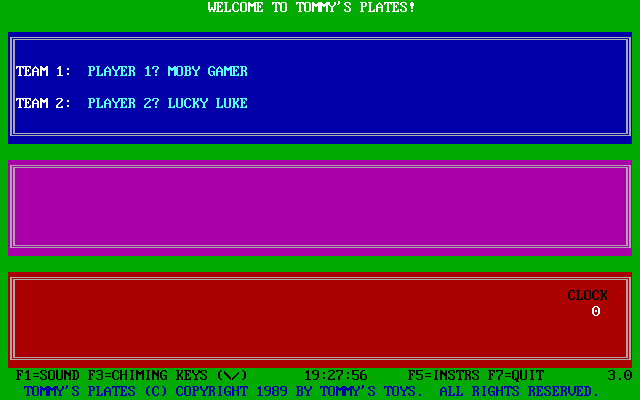 WELCOME TO TOMMY'S PLATES!
TEAM 1: PLAYER 1? MOBY GAMER
TEAM 2: PLAYER 2? LUCKY LUKE
CLOCK
0
F1=SOUND F3=CHIMING KEYS (\/) 19:27:56 F5=INSTRS F7=QUIT 3.0
TOMMY'S PLATES (C) COPYRIGHT 1989 BY TOMMY'S TOYS. ALL RIGHTS RESERVED.